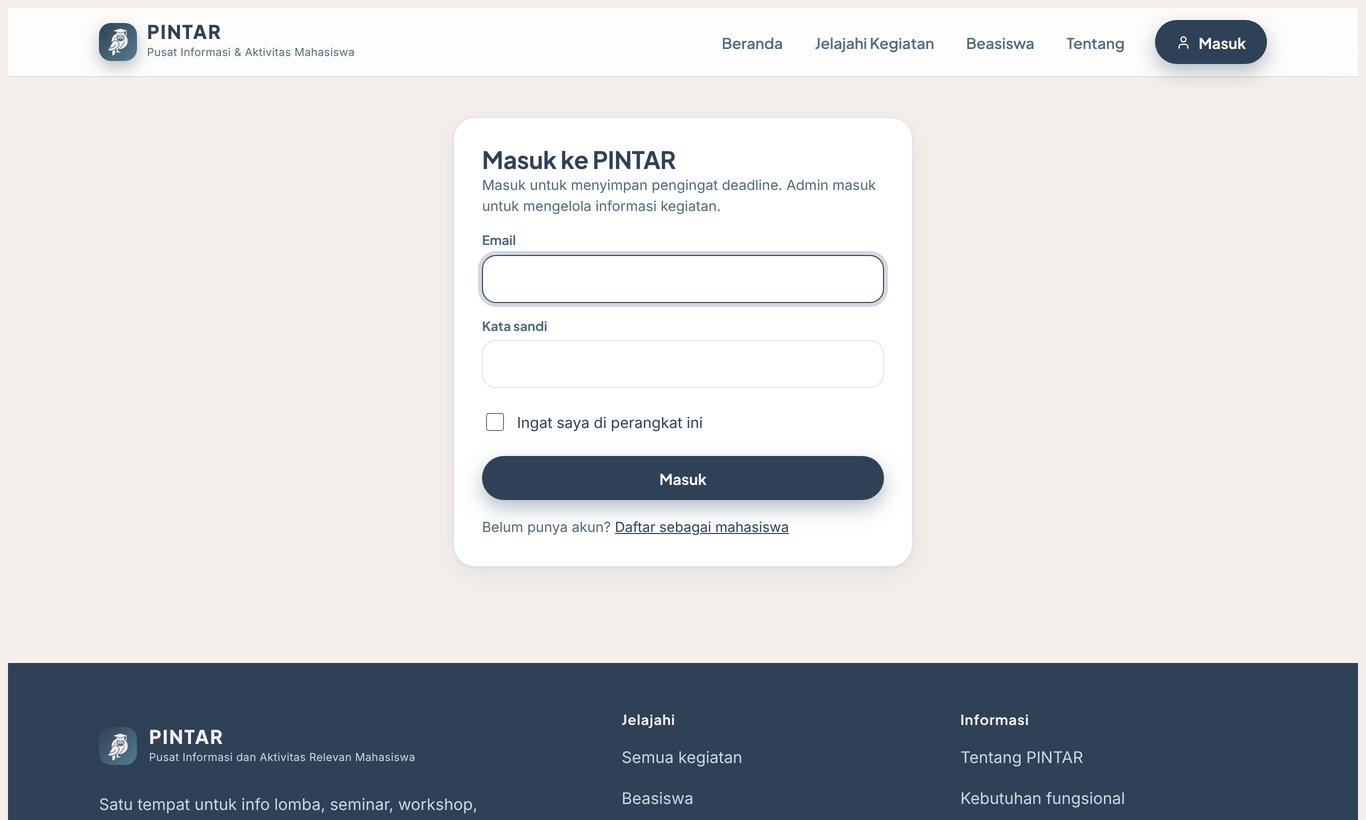 PINTAR
Pusat Informasi & Aktivitas Mahasiswa
Beranda
Jelajahi Kegiatan
Beasiswa
Tentang
Masuk
Masuk ke PINTAR
Masuk untuk menyimpan pengingat deadline. Admin masuk
untuk mengelola informasi kegiatan.
Email
Kata sandi
Ingat saya di perangkat ini
Masuk
Belum punya akun? Daftar sebagai mahasiswa
PINTAR
Pusat Informasi dan Aktivitas Relevan Mahasiswa
Satu tempat untuk info lomba, seminar, workshop,
Jelajahi
Semua kegiatan
Beasiswa
Informasi
Tentang PINTAR
Kebutuhan fungsional